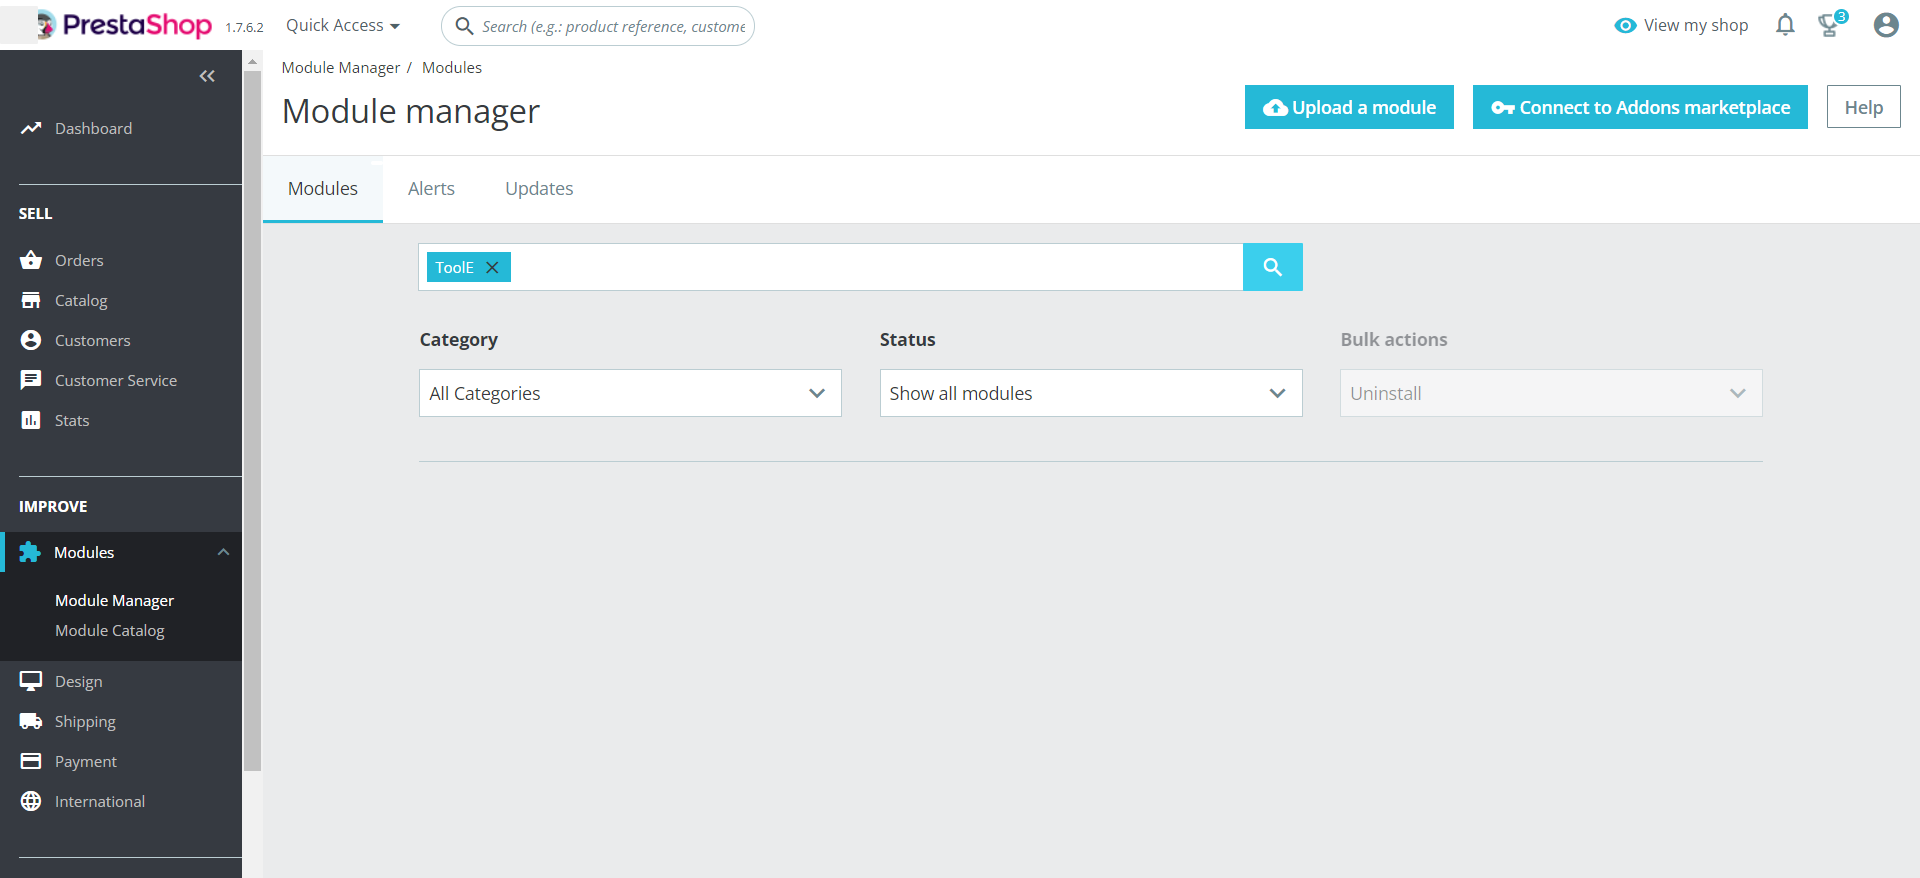 PrestaShop 1.7.6.2 Quick Access Search (e.g.: product reference, custome View my shop 3
Module Manager / Modules
Module manager
Upload a module Connect to Addons marketplace Help
Modules Alerts Updates
ToolE
Category Status Bulk actions
All Categories Show all modules Uninstall
Dashboard
SELL
Orders
Catalog
Customers
Customer Service
Stats
IMPROVE
Modules
Module Manager
Module Catalog
Design
Shipping
Payment
International